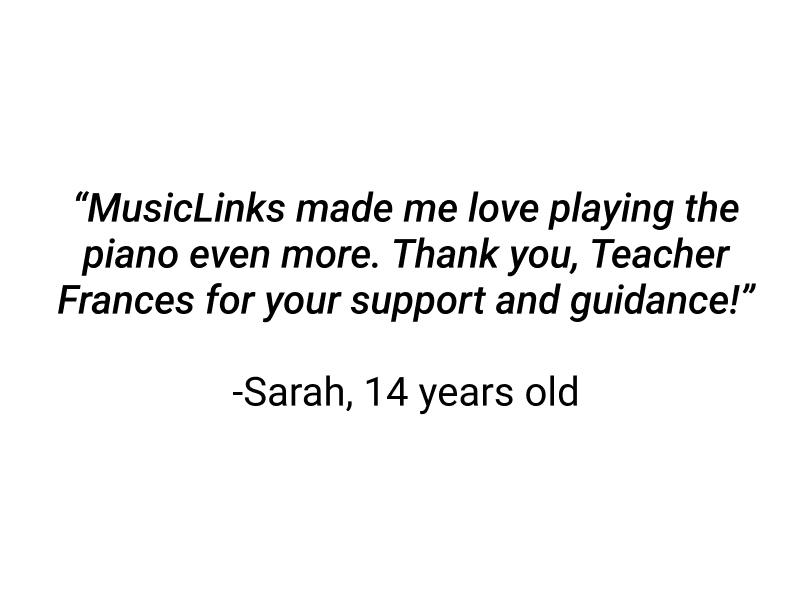 “MusicLinks made me love playing the
piano even more. Thank you, Teacher
Frances for your support and guidance!”
-Sarah, 14 years old